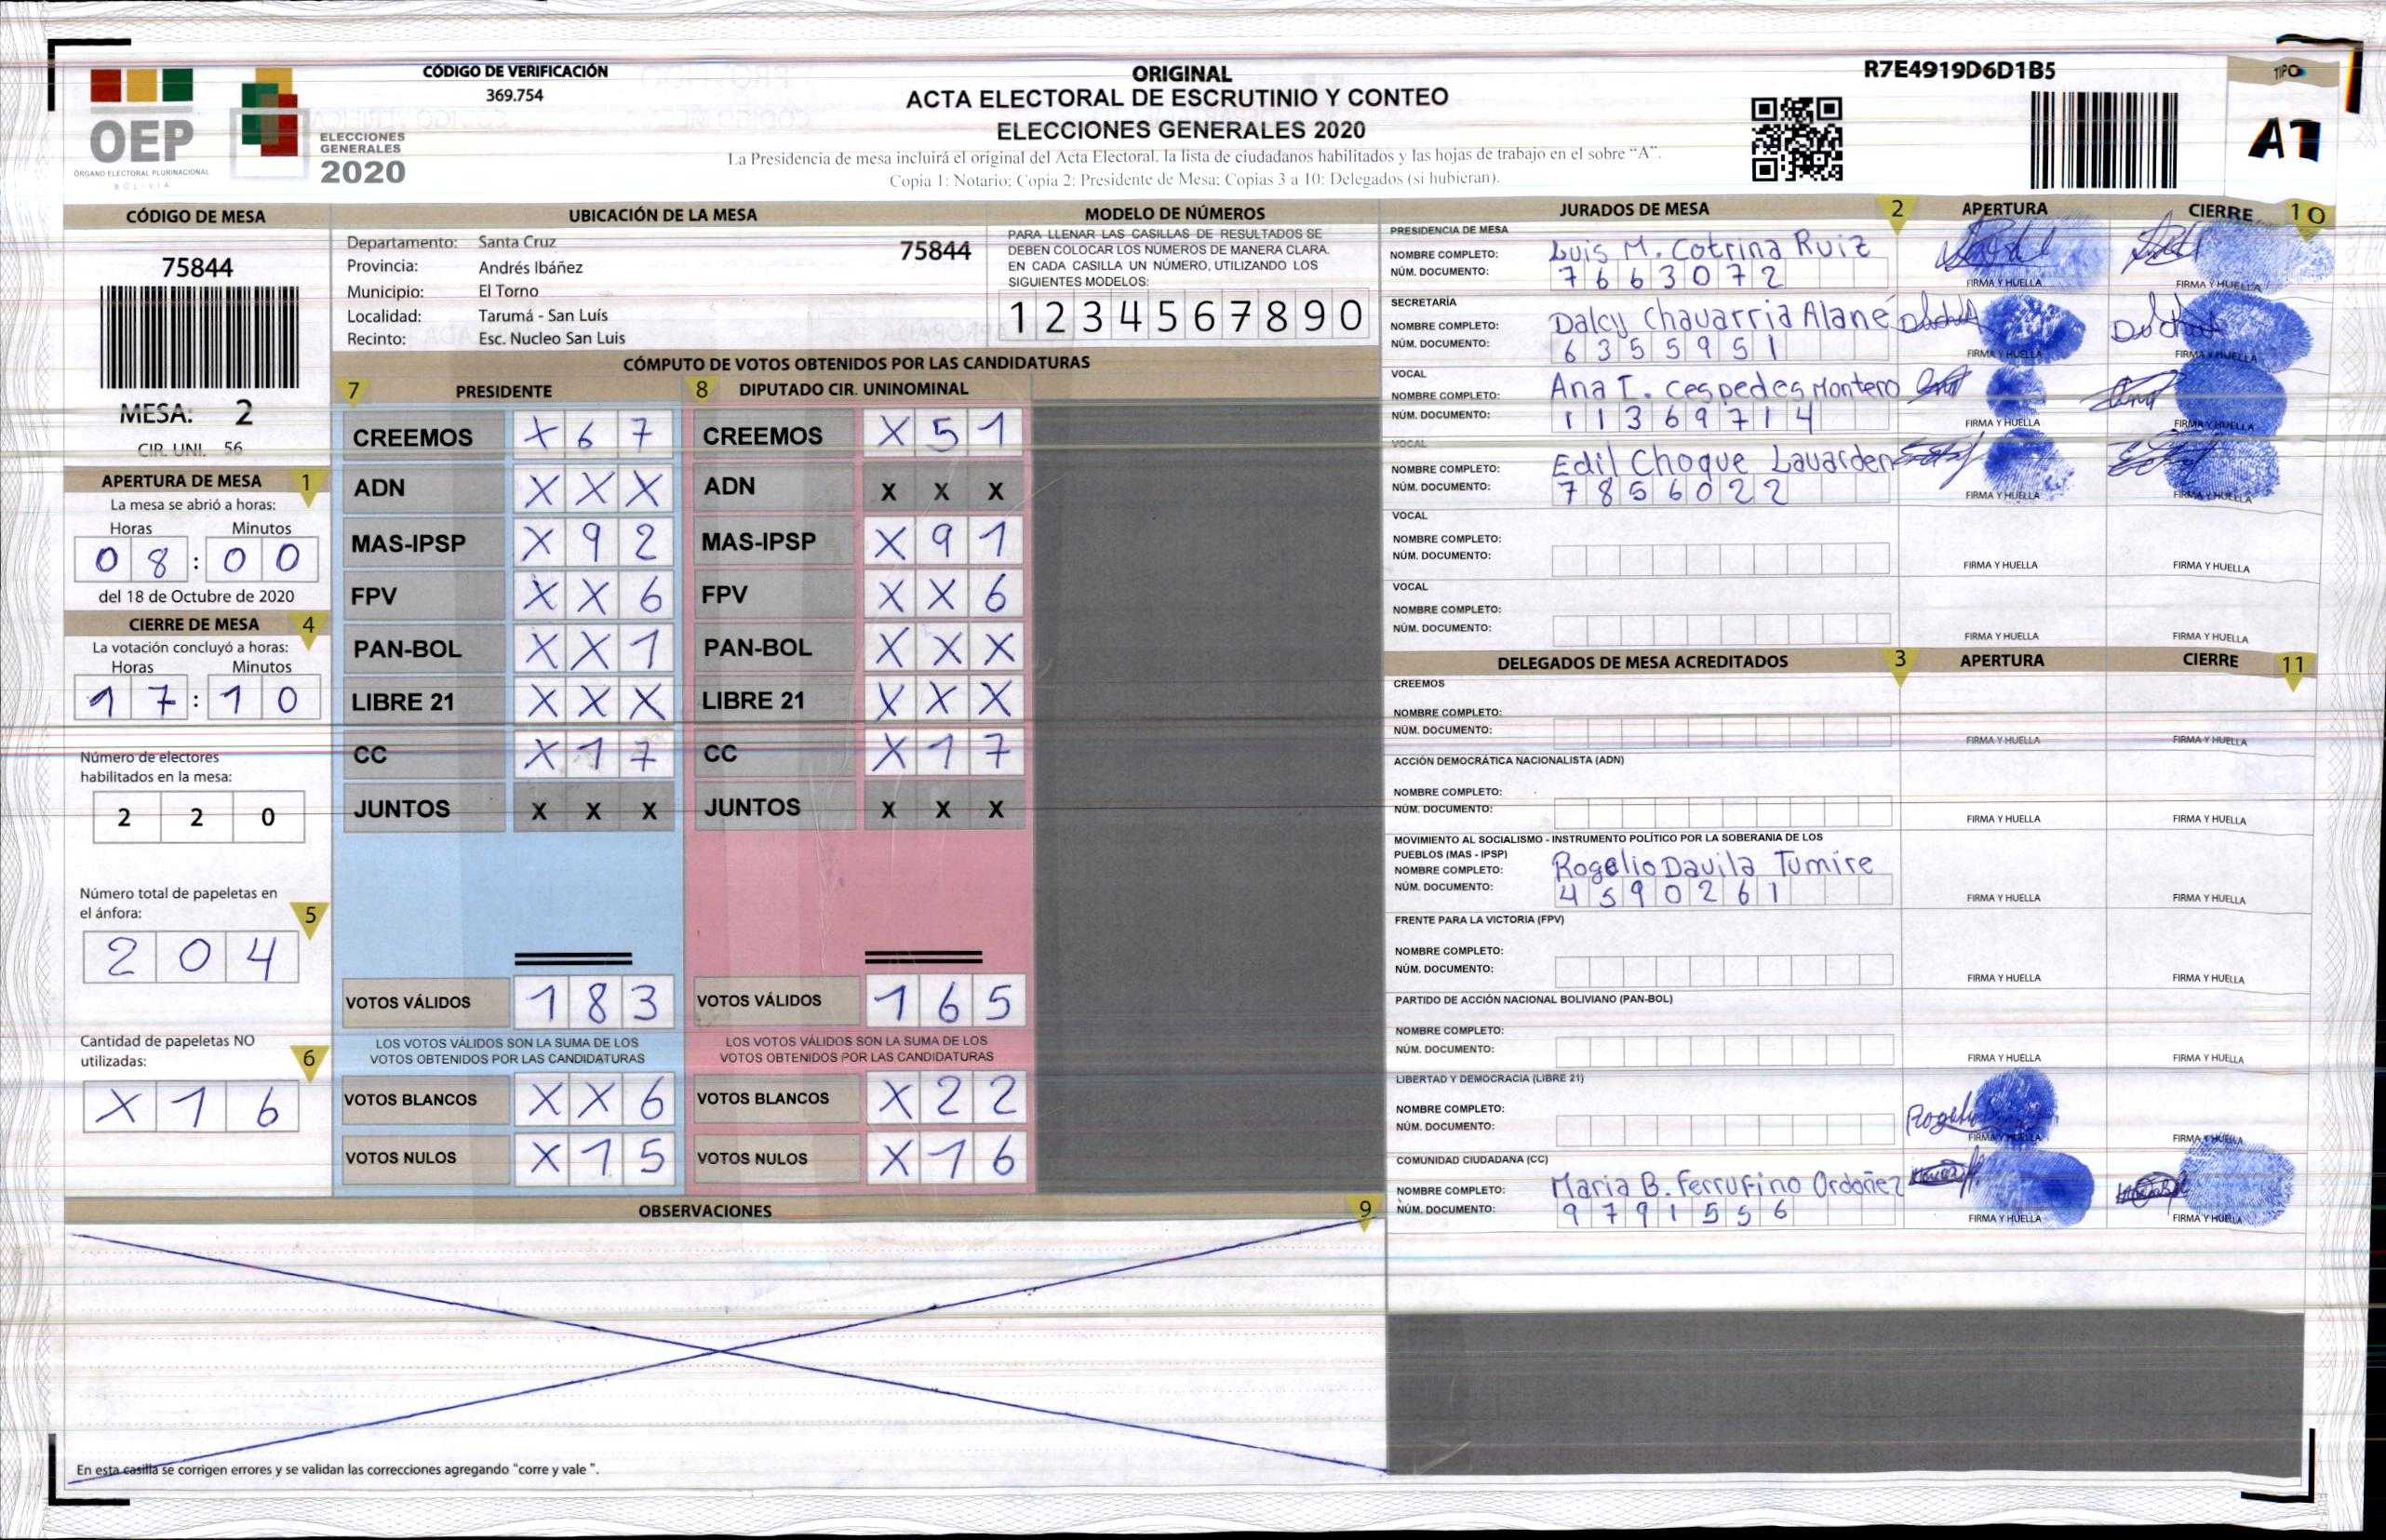 CÓDIGO DE VERIFICACIÓN
369.754
OEP
ÓRGANO ELECTORAL PLURINACIONAL
BOLIVIA
ELECCIONES
GENERALES
2020
ORIGINAL
ACTA ELECTORAL DE ESCRUTINIO Y CONTEO
ELECCIONES GENERALES 2020
La Presidencia de mesa incluirá el original del Acta Electoral, la lista de ciudadanos habilitados y las hojas de trabajo en el sobre “A”.
Copia 1: Notario; Copia 2: Presidente de Mesa; Copias 3 a 10: Delegados (si hubieran).
R7E4919D6D1B5
TIPO
A1
CÓDIGO DE MESA
75844
MESA: 2
CIR. UNI. 56
APERTURA DE MESA 1
La mesa se abrió a horas:
Horas Minutos
0 8 : 0 0
del 18 de Octubre de 2020
CIERRE DE MESA 4
La votación concluyó a horas:
Horas Minutos
1 7 : 1 0
Número de electores
habilitados en la mesa:
2 2 0
Número total de papeletas en
el ánfora: 5
2 0 4
Cantidad de papeletas NO
utilizadas: 6
X 1 6
UBICACIÓN DE LA MESA
Departamento: Santa Cruz 75844
Provincia: Andrés Ibáñez
Municipio: El Torno
Localidad: Tarumá - San Luís
Recinto: Esc. Nucleo San Luis
MODELO DE NÚMEROS
PARA LLENAR LAS CASILLAS DE RESULTADOS SE
DEBEN COLOCAR LOS NÚMEROS DE MANERA CLARA.
EN CADA CASILLA UN NÚMERO, UTILIZANDO LOS
SIGUIENTES MODELOS:
1 2 3 4 5 6 7 8 9 0
CÓMPUTO DE VOTOS OBTENIDOS POR LAS CANDIDATURAS
7 PRESIDENTE 8 DIPUTADO CIR. UNINOMINAL
CREEMOS X 6 7 CREEMOS X 5 1
ADN X X X ADN X X X
MAS-IPSP X 9 2 MAS-IPSP X 9 1
FPV X X 6 FPV X X 6
PAN-BOL X X 1 PAN-BOL X X X
LIBRE 21 X X X LIBRE 21 X X X
CC X 1 7 CC X 1 7
JUNTOS X X X JUNTOS X X X
VOTOS VÁLIDOS 1 8 3 VOTOS VÁLIDOS 1 6 5
LOS VOTOS VÁLIDOS SON LA SUMA DE LOS LOS VOTOS VÁLIDOS SON LA SUMA DE LOS
VOTOS OBTENIDOS POR LAS CANDIDATURAS VOTOS OBTENIDOS POR LAS CANDIDATURAS
VOTOS BLANCOS X X 6 VOTOS BLANCOS X 2 2
VOTOS NULOS X 1 5 VOTOS NULOS X 1 6
OBSERVACIONES 9
En esta casilla se corrigen errores y se validan las correcciones agregando "corre y vale ".
JURADOS DE MESA 2 APERTURA CIERRE 10
PRESIDENCIA DE MESA
NOMBRE COMPLETO: Luis M. Cotrina Ruiz
NÚM. DOCUMENTO: 7663072 FIRMA Y HUELLA FIRMA Y HUELLA
SECRETARÍA
NOMBRE COMPLETO: Dalcy Chavarria Alané
NÚM. DOCUMENTO: 6355951 FIRMA Y HUELLA FIRMA Y HUELLA
VOCAL
NOMBRE COMPLETO: Ana I. Cespedes Montero
NÚM. DOCUMENTO: 11369714 FIRMA Y HUELLA FIRMA Y HUELLA
VOCAL
NOMBRE COMPLETO: Edil Choque Lavarden
NÚM. DOCUMENTO: 7856022 FIRMA Y HUELLA FIRMA Y HUELLA
VOCAL
NOMBRE COMPLETO:
NÚM. DOCUMENTO: FIRMA Y HUELLA FIRMA Y HUELLA
VOCAL
NOMBRE COMPLETO:
NÚM. DOCUMENTO: FIRMA Y HUELLA FIRMA Y HUELLA
DELEGADOS DE MESA ACREDITADOS 3 APERTURA CIERRE 11
CREEMOS
NOMBRE COMPLETO:
NÚM. DOCUMENTO: FIRMA Y HUELLA FIRMA Y HUELLA
ACCIÓN DEMOCRÁTICA NACIONALISTA (ADN)
NOMBRE COMPLETO:
NÚM. DOCUMENTO: FIRMA Y HUELLA FIRMA Y HUELLA
MOVIMIENTO AL SOCIALISMO - INSTRUMENTO POLÍTICO POR LA SOBERANIA DE LOS
PUEBLOS (MAS - IPSP)
NOMBRE COMPLETO: Rogelio Davila Tumire
NÚM. DOCUMENTO: 4590261 FIRMA Y HUELLA FIRMA Y HUELLA
FRENTE PARA LA VICTORIA (FPV)
NOMBRE COMPLETO:
NÚM. DOCUMENTO: FIRMA Y HUELLA FIRMA Y HUELLA
PARTIDO DE ACCIÓN NACIONAL BOLIVIANO (PAN-BOL)
NOMBRE COMPLETO:
NÚM. DOCUMENTO: FIRMA Y HUELLA FIRMA Y HUELLA
LIBERTAD Y DEMOCRACIA (LIBRE 21)
NOMBRE COMPLETO:
NÚM. DOCUMENTO: FIRMA Y HUELLA FIRMA Y HUELLA
COMUNIDAD CIUDADANA (CC)
NOMBRE COMPLETO: Maria B. Ferrufino Ordoñez
NÚM. DOCUMENTO: 9791556 FIRMA Y HUELLA FIRMA Y HUELLA